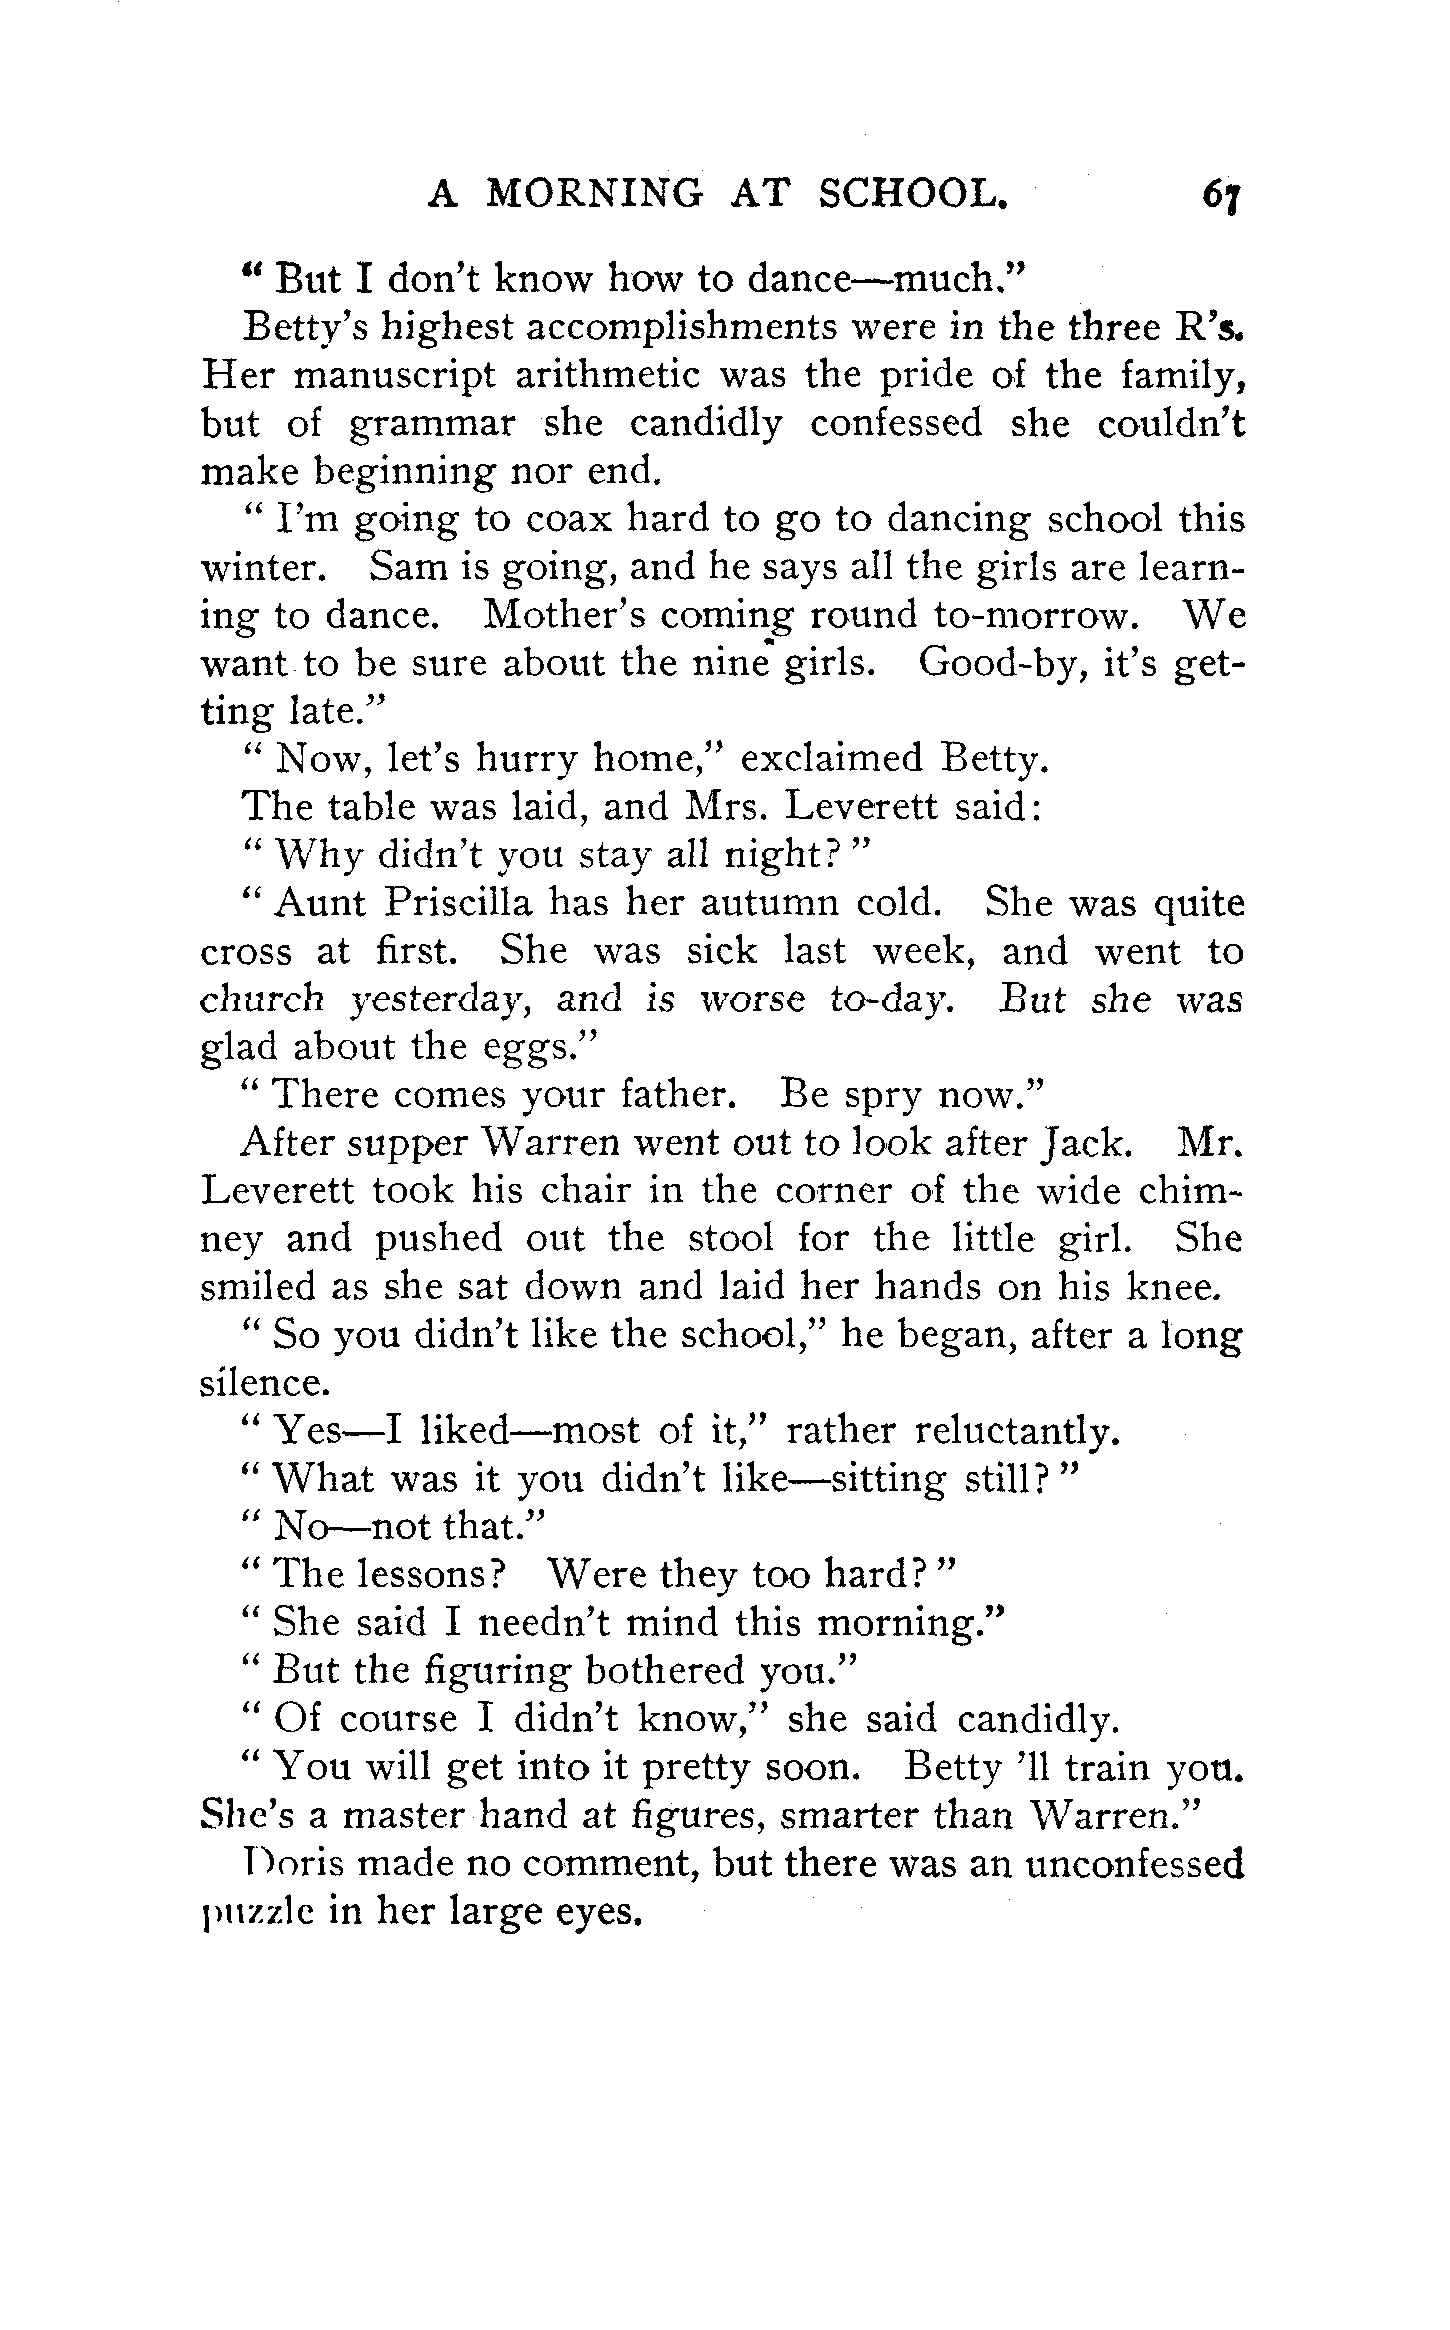 A MORNING AT SCHOOL. 67
“ But I don’t know how to dance—much.”
Betty’s highest accomplishments were in the three R’s.
Her manuscript arithmetic was the pride of the family,
but of grammar she candidly confessed she couldn’t
make beginning nor end.
“ I’m going to coax hard to go to dancing school this
winter. Sam is going, and he says all the girls are learn-
ing to dance. Mother’s coming round to-morrow. We
want to be sure about the nine girls. Good-by, it’s get-
ting late.”
“ Now, let’s hurry home,” exclaimed Betty.
The table was laid, and Mrs. Leverett said:
“ Why didn’t you stay all night? ”
“ Aunt Priscilla has her autumn cold. She was quite
cross at first. She was sick last week, and went to
church yesterday, and is worse to-day. But she was
glad about the eggs.”
“ There comes your father. Be spry now.”
After supper Warren went out to look after Jack. Mr.
Leverett took his chair in the corner of the wide chim-
ney and pushed out the stool for the little girl. She
smiled as she sat down and laid her hands on his knee.
“ So you didn’t like the school,” he began, after a long
silence.
“ Yes—I liked—most of it,” rather reluctantly.
“ What was it you didn’t like—sitting still? ”
“ No—not that.”
“ The lessons? Were they too hard? ”
“ She said I needn’t mind this morning.”
“ But the figuring bothered you.”
“ Of course I didn’t know,” she said candidly.
“ You will get into it pretty soon. Betty ’ll train you.
She’s a master hand at figures, smarter than Warren.”
Doris made no comment, but there was an unconfessed
puzzle in her large eyes.